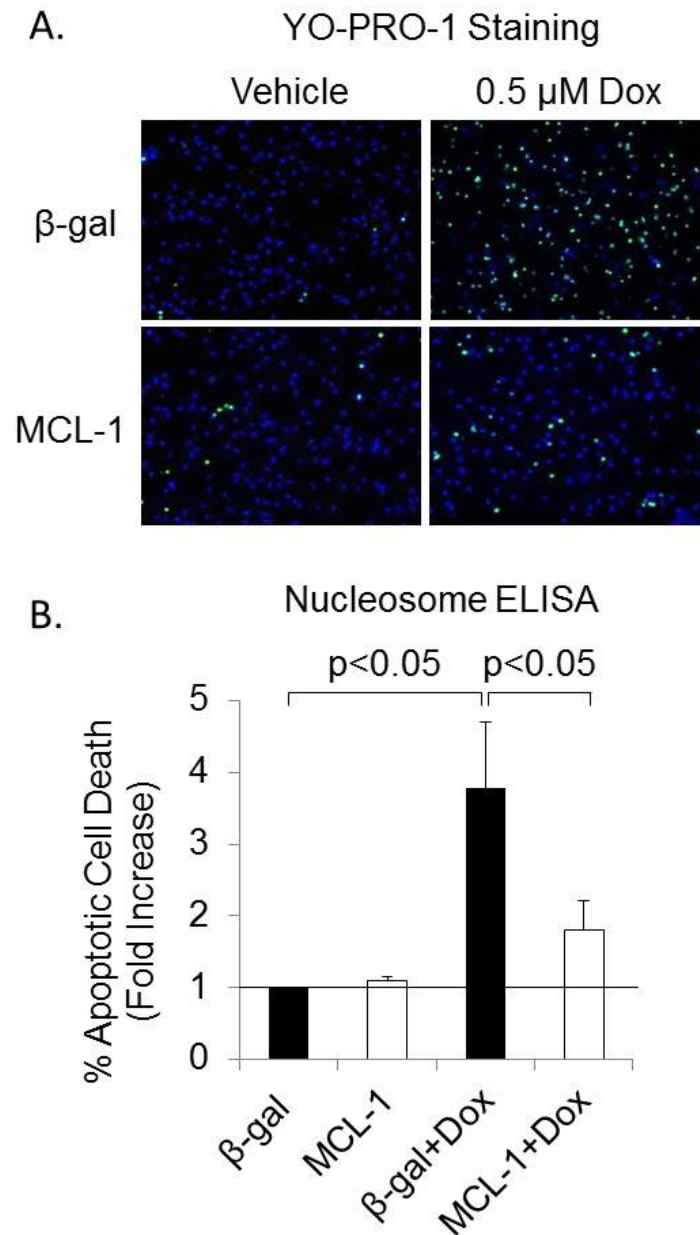 A.
YO-PRO-1 Staining
Vehicle
0.5 µM Dox
β-gal
MCL-1
B.
Nucleosome ELISA
p<0.05
p<0.05
% Apoptotic Cell Death
(Fold Increase)
5
4
3
2
1
0
β-gal
MCL-1
β-gal+Dox
MCL-1+Dox